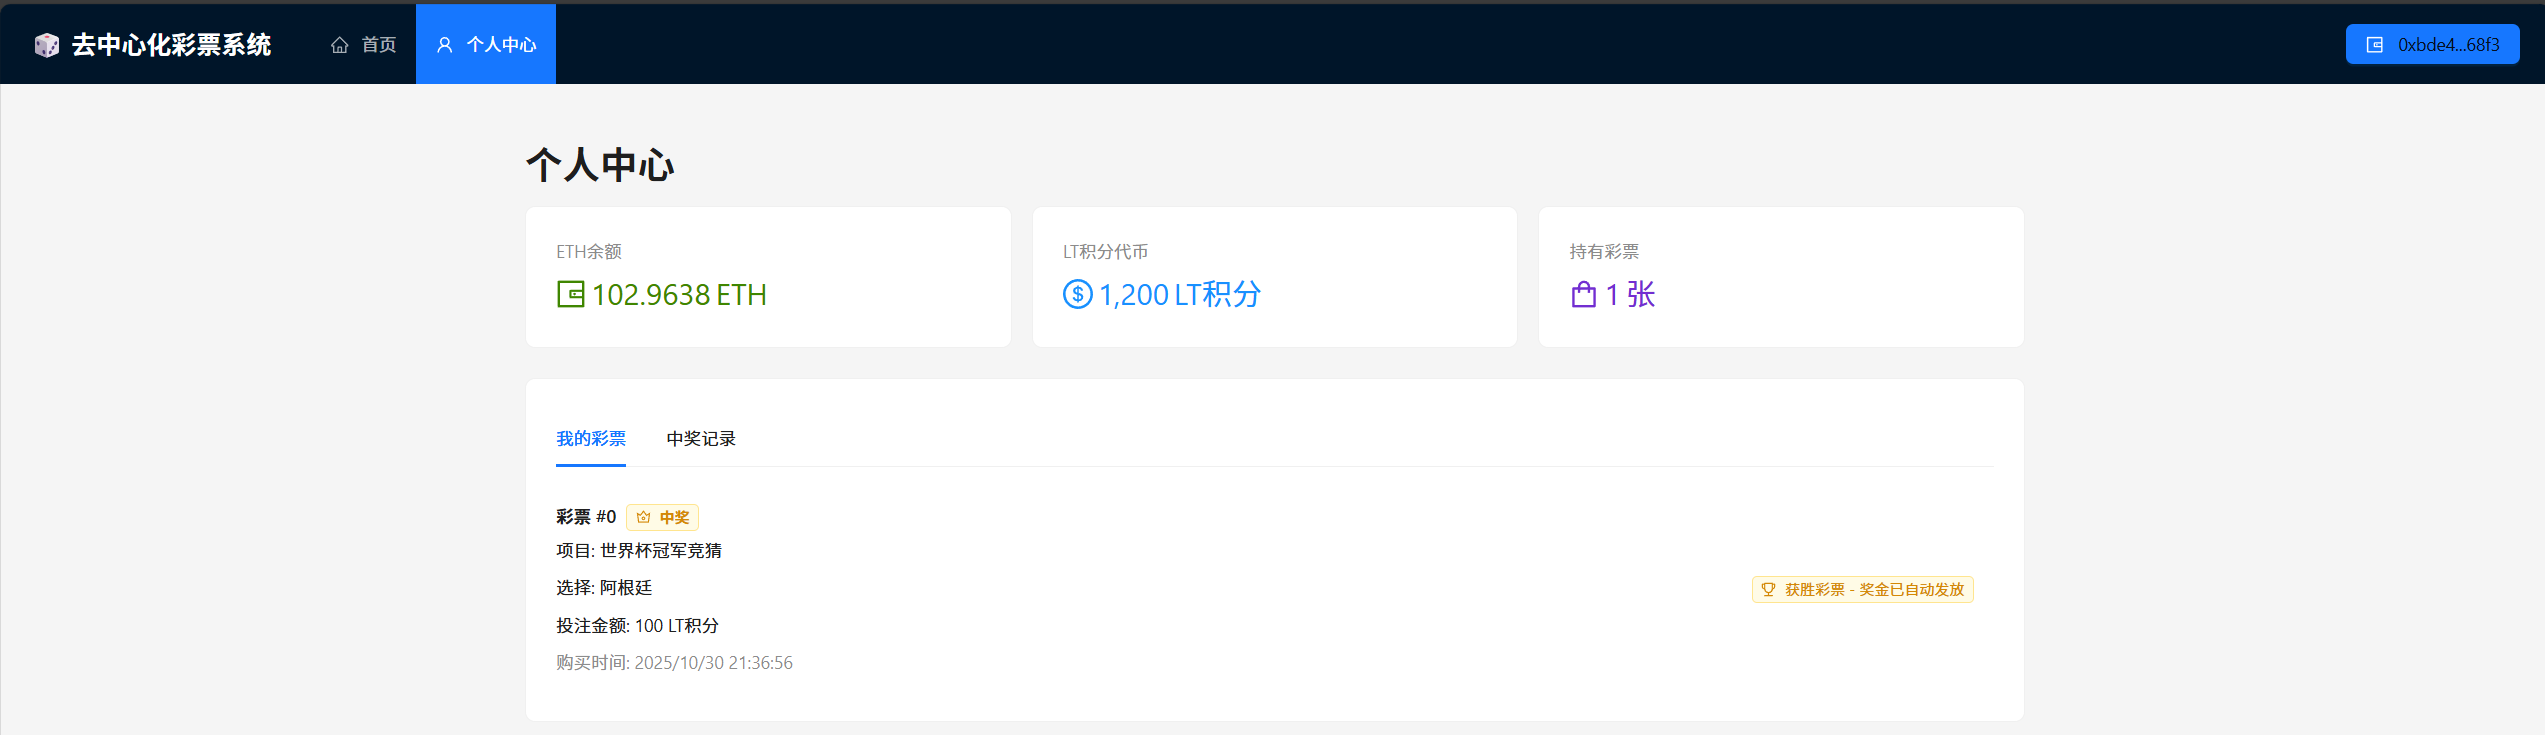 去中心化彩票系统
首页
个人中心
0xbde4...68f3
个人中心
ETH余额
102.9638 ETH
LT积分代币
1,200 LT积分
持有彩票
1 张
我的彩票
中奖记录
彩票 #0
中奖
项目: 世界杯冠军竞猜
选择: 阿根廷
获胜彩票 - 奖金已自动发放
投注金额: 100 LT积分
购买时间: 2025/10/30 21:36:56